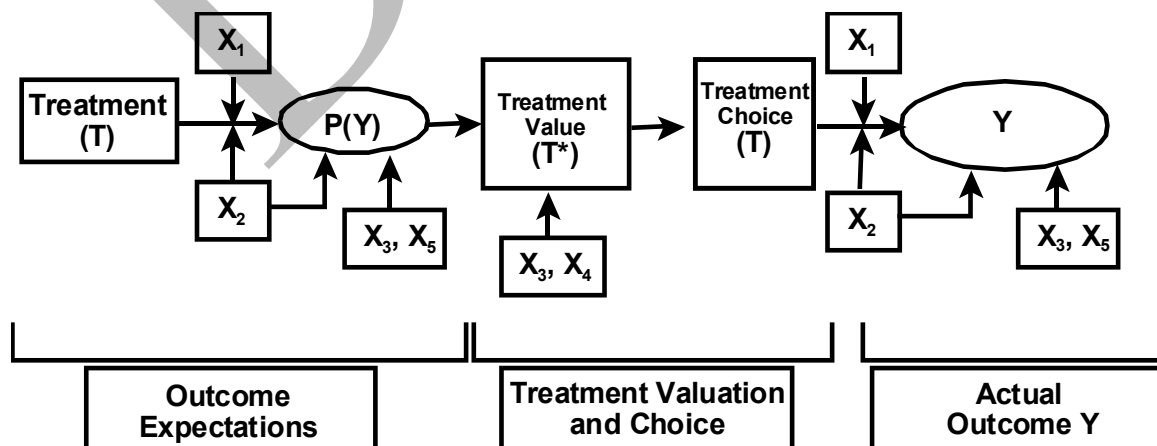 X₁
Treatment
(T)
P(Y)
X₂
X₃, X₅
Treatment
Value
(T*)
X₃, X₄
Treatment
Choice
(T)
X₁
Y
X₂
X₃, X₅
Outcome
Expectations
Treatment Valuation
and Choice
Actual
Outcome Y